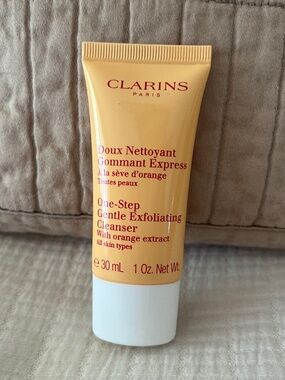 CLARINS
PARIS
Doux Nettoyant
Gommant Express
À la sève d'orange
Toutes peaux
One-Step
Gentle Exfoliating
Cleanser
With orange extract
All skin types
e 30 mL 1 Oz. Net Wt.